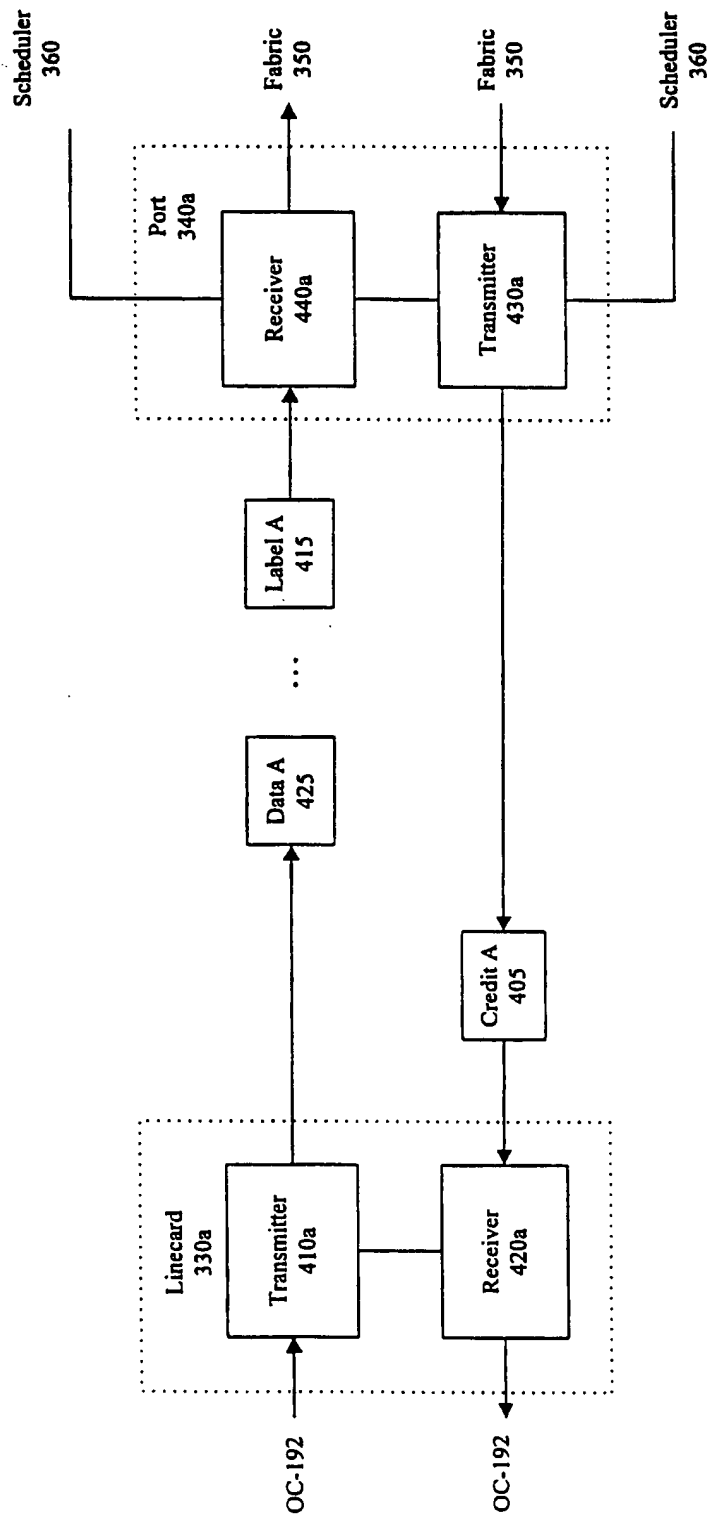 OC-192
OC-192
Linecard
330a
Transmitter
410a
Receiver
420a
Data A
425
...
Label A
415
Credit A
405
Port
340a
Receiver
440a
Transmitter
430a
Scheduler
360
Fabric
350
Fabric
350
Scheduler
360